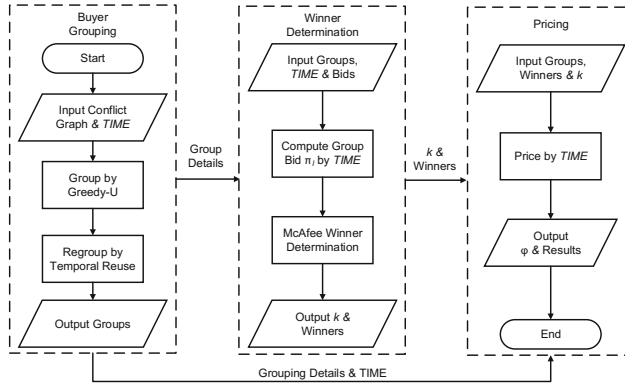 Buyer
Grouping
Start
Input Conflict
Graph & TIME
Group by
Greedy-U
Regroup by
Temporal Reuse
Output Groups
Group
Details
Winner
Determination
Input Groups,
TIME & Bids
Compute Group
Bid πi by TIME
McAfee Winner
Determination
Output k &
Winners
k &
Winners
Pricing
Input Groups,
Winners & k
Price by TIME
Output
φ & Results
End
Grouping Details & TIME